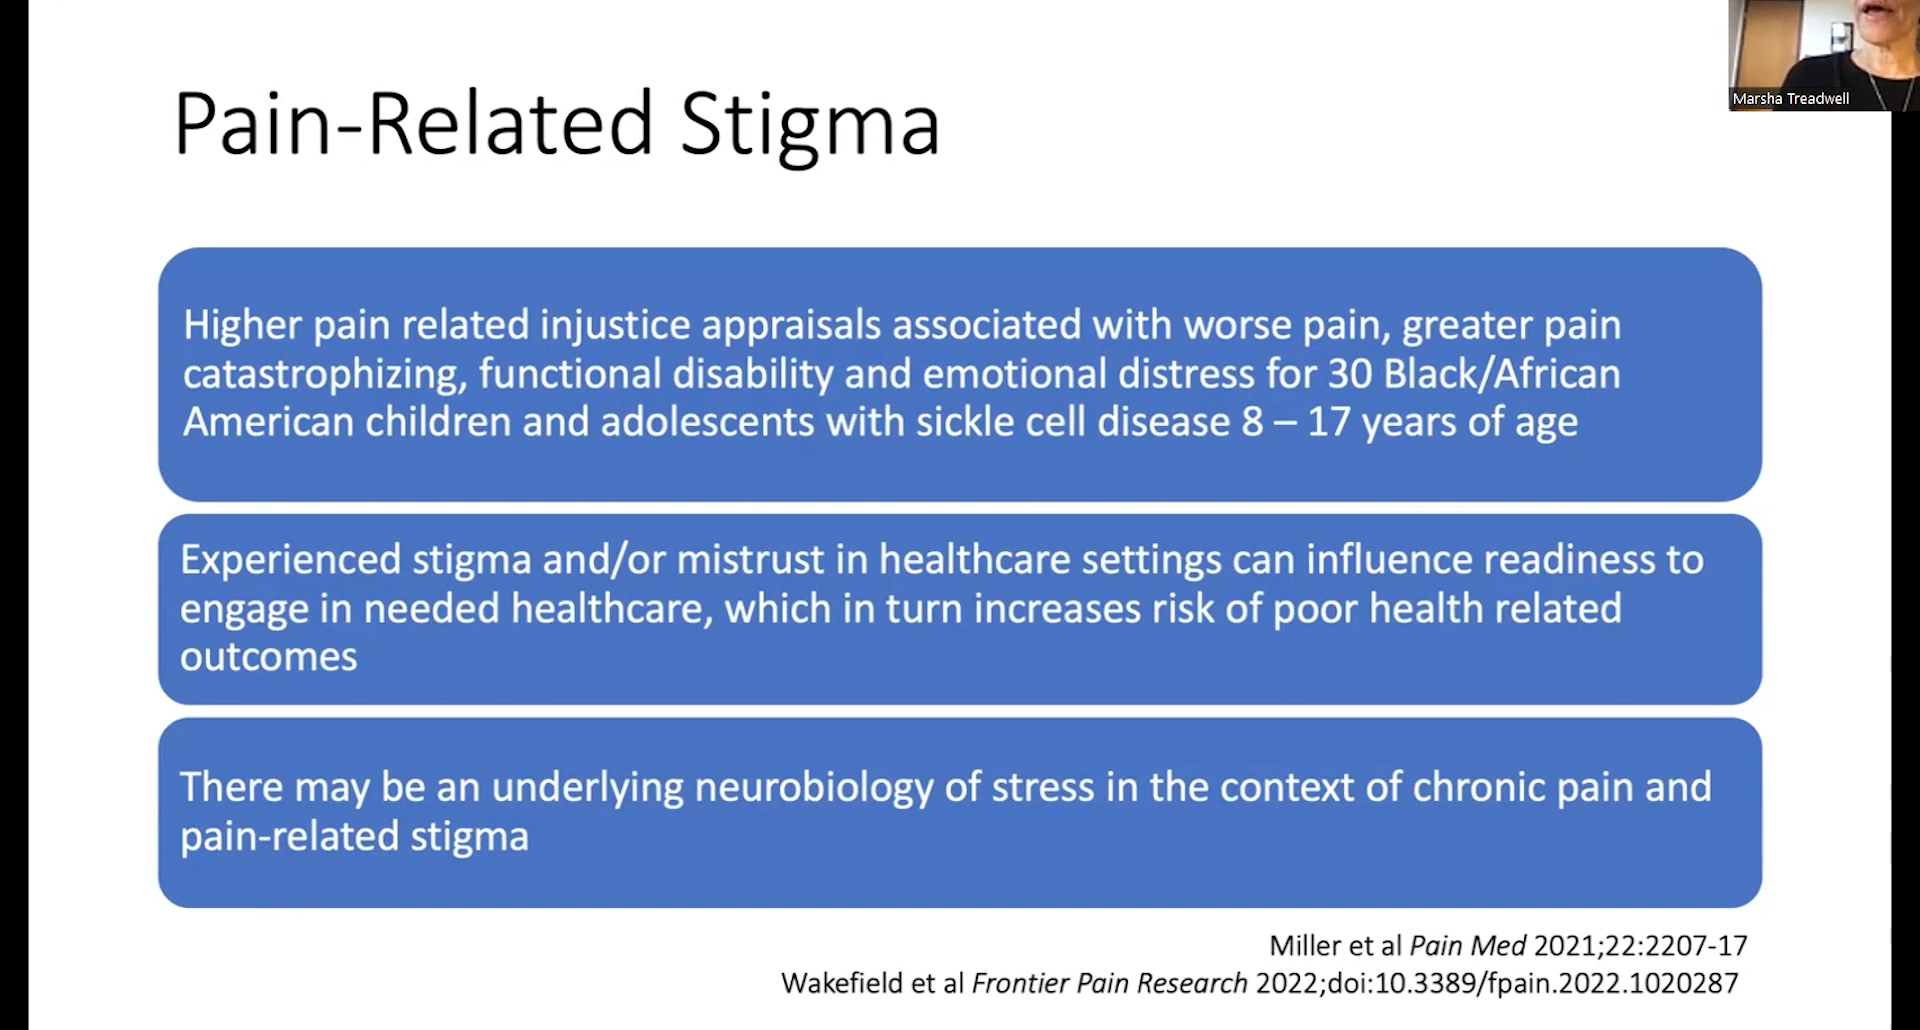 Marsha Treadwell
Pain-Related Stigma
Higher pain related injustice appraisals associated with worse pain, greater pain
catastrophizing, functional disability and emotional distress for 30 Black/African
American children and adolescents with sickle cell disease 8 – 17 years of age
Experienced stigma and/or mistrust in healthcare settings can influence readiness to
engage in needed healthcare, which in turn increases risk of poor health related
outcomes
There may be an underlying neurobiology of stress in the context of chronic pain and
pain-related stigma
Miller et al Pain Med 2021;22:2207-17
Wakefield et al Frontier Pain Research 2022;doi:10.3389/fpain.2022.1020287